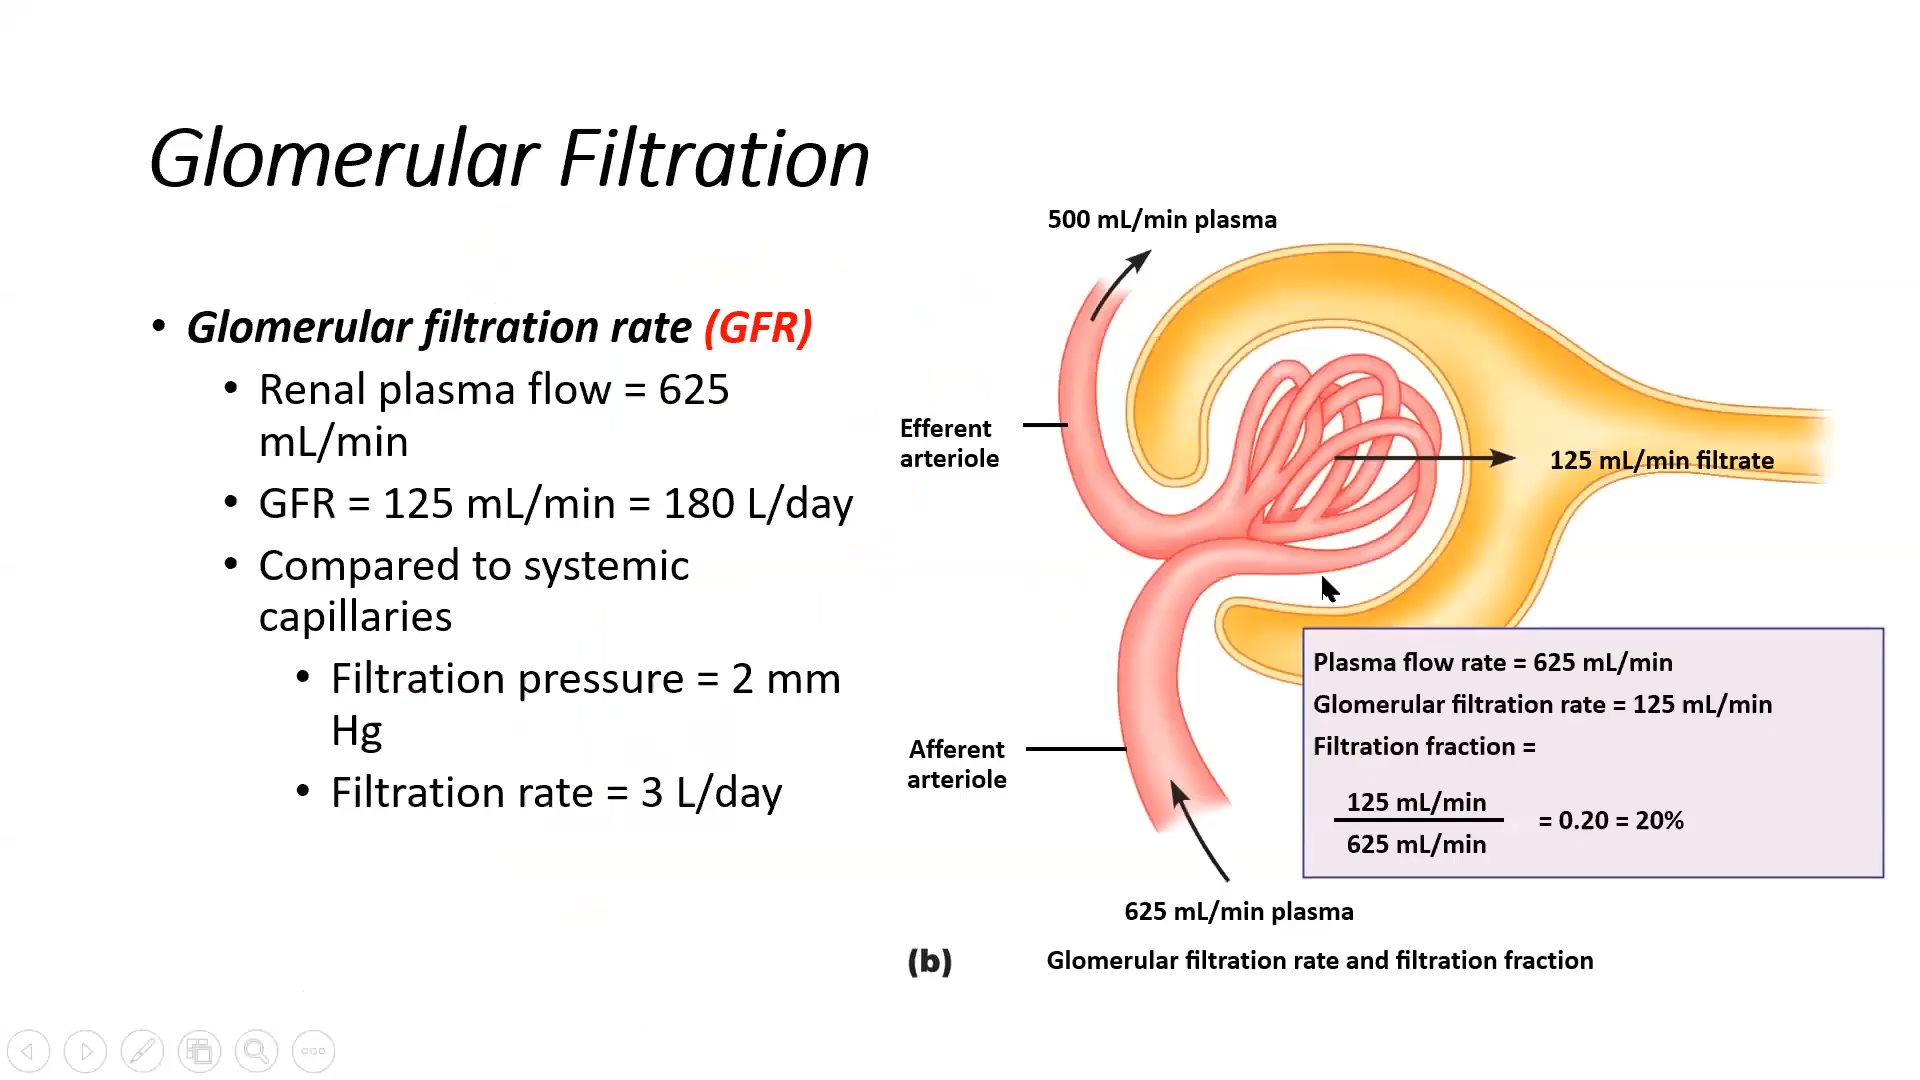 Glomerular Filtration
• Glomerular filtration rate (GFR)
• Renal plasma flow = 625
mL/min
• GFR = 125 mL/min = 180 L/day
• Compared to systemic
capillaries
• Filtration pressure = 2 mm
Hg
• Filtration rate = 3 L/day
500 mL/min plasma
Efferent
arteriole
125 mL/min filtrate
Afferent
arteriole
Plasma flow rate = 625 mL/min
Glomerular filtration rate = 125 mL/min
Filtration fraction =
125 mL/min
625 mL/min
= 0.20 = 20%
625 mL/min plasma
(b)
Glomerular filtration rate and filtration fraction